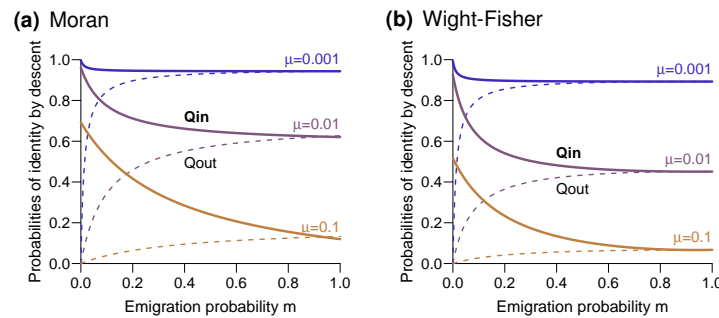 (a) Moran
Probabilities of identity by descent
1.0
0.8
0.6
0.4
0.2
0.0
μ=0.001
μ=0.01
μ=0.1
Qin
Qout
0.0 0.2 0.4 0.6 0.8 1.0
Emigration probability m
(b) Wight-Fisher
Probabilities of identity by descent
1.0
0.8
0.6
0.4
0.2
0.0
μ=0.001
μ=0.01
μ=0.1
Qin
Qout
0.0 0.2 0.4 0.6 0.8 1.0
Emigration probability m